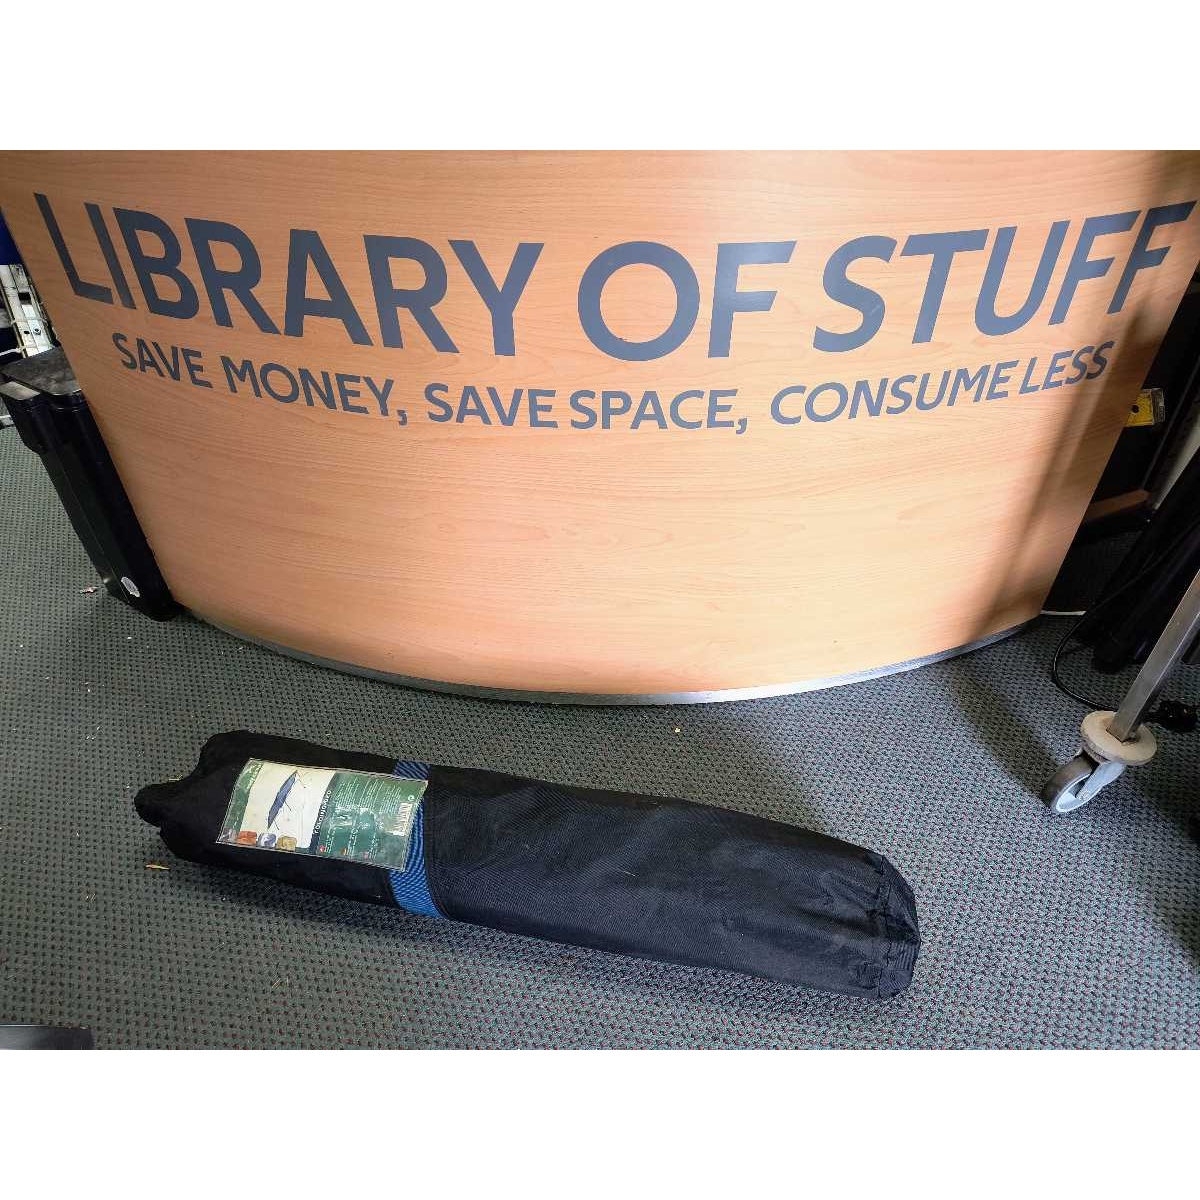 LIBRARY OF STUFF
SAVE MONEY, SAVE SPACE, CONSUME LESS